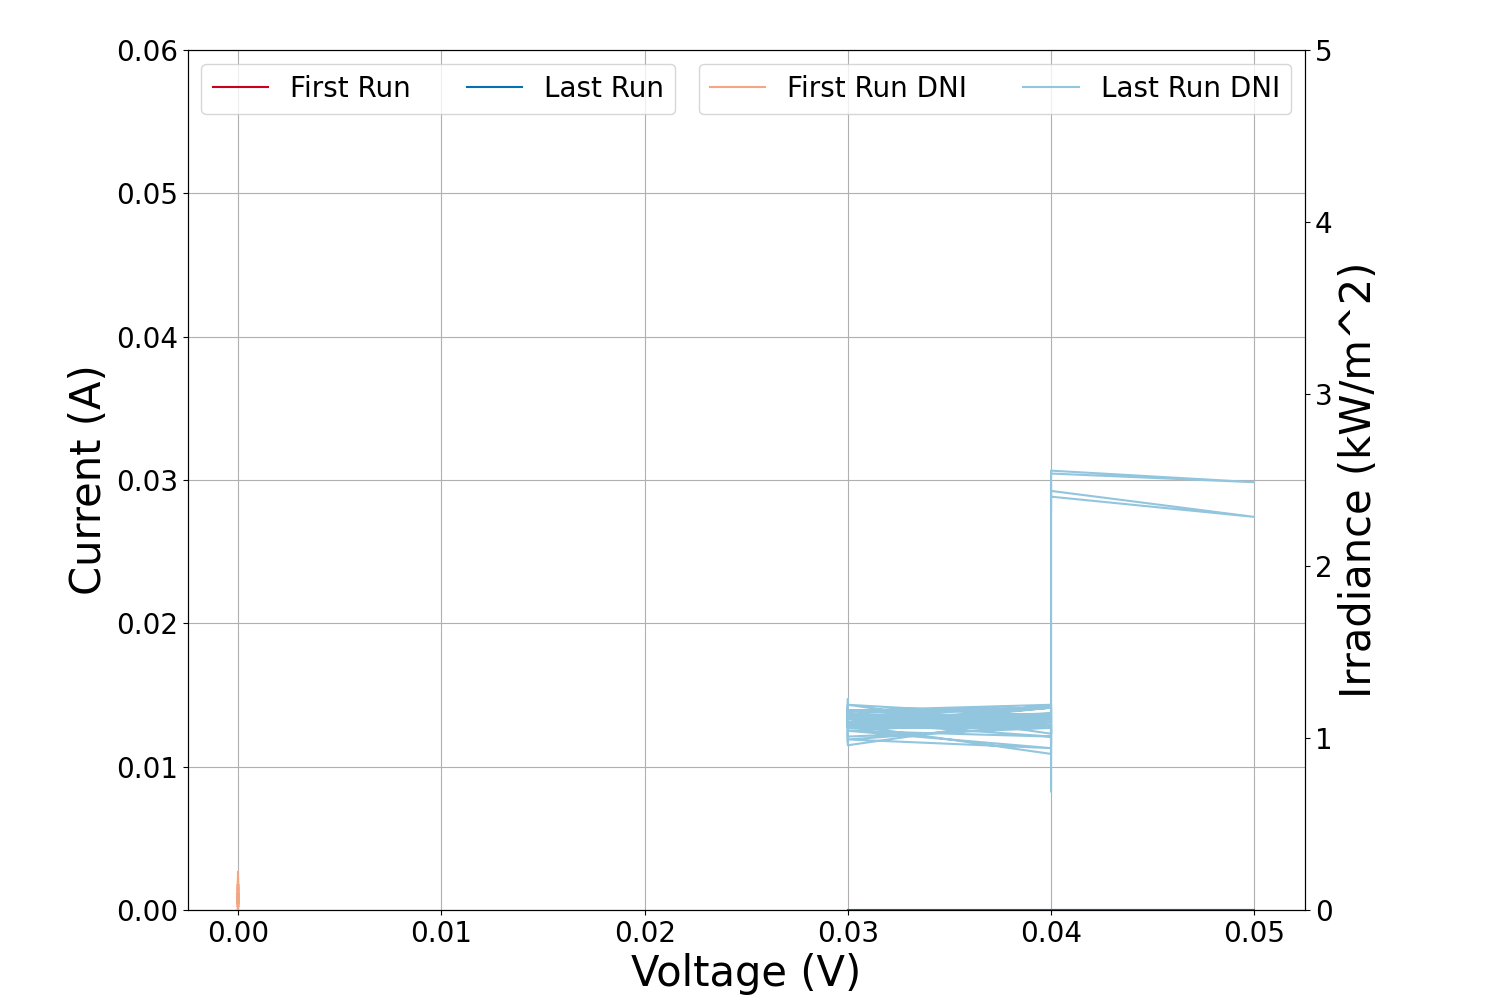 First Run
Last Run
First Run DNI
Last Run DNI
0.06
0.05
0.04
0.03
0.02
0.01
0.00
Current (A)
5
4
3
2
1
0
Irradiance (kW/m^2)
0.00 0.01 0.02 0.03 0.04 0.05
Voltage (V)